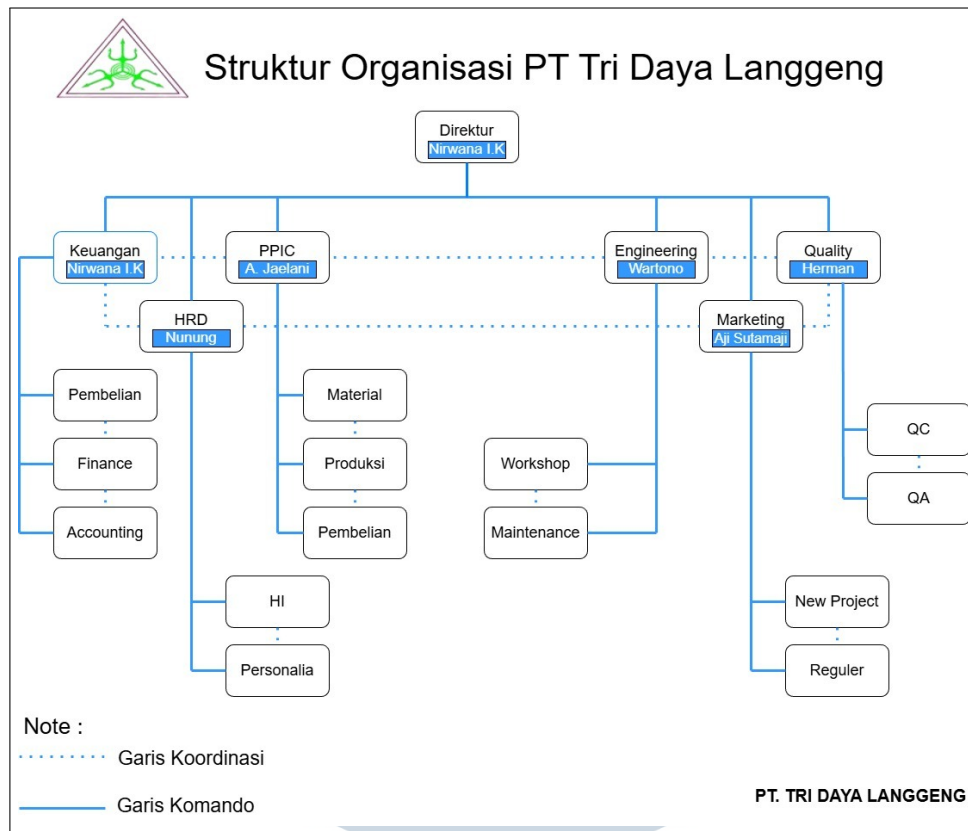 Struktur Organisasi PT Tri Daya Langgeng
Direktur
Nirwana I.K
Keuangan
Nirwana I.K
PPIC
A. Jaelani
Engineering
Wartono
Quality
Herman
HRD
Nunung
Marketing
Aji Sutamaji
Pembelian
Finance
Accounting
Material
Produksi
Pembelian
Workshop
Maintenance
QC
QA
HI
Personalia
New Project
Reguler
Note :
Garis Koordinasi
Garis Komando
PT. TRI DAYA LANGGENG